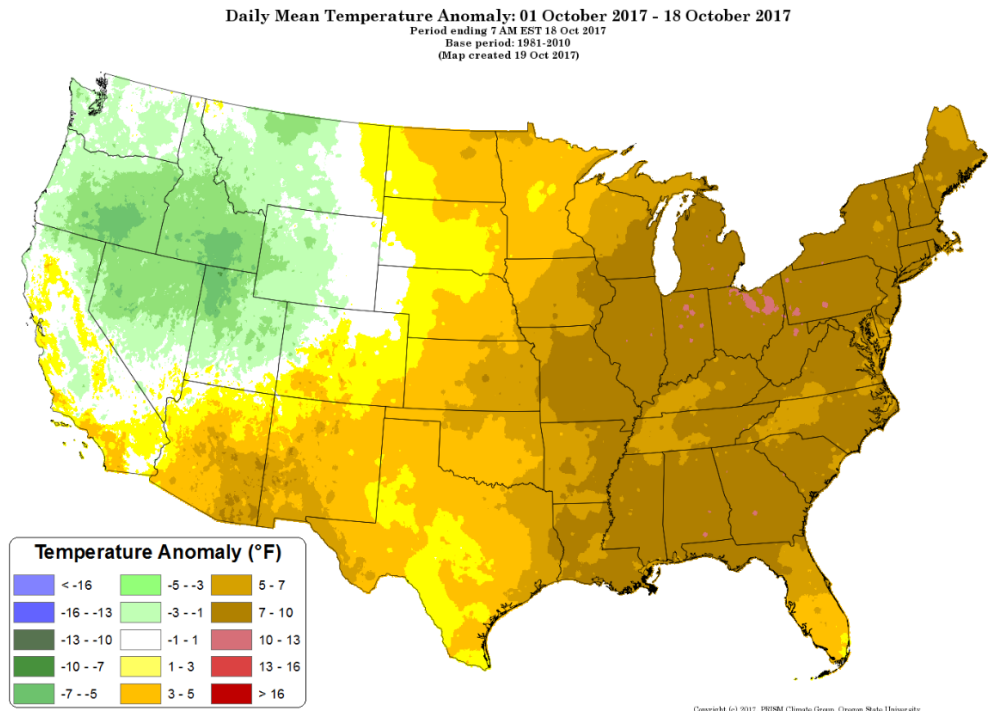 Daily Mean Temperature Anomaly: 01 October 2017 - 18 October 2017
Period ending 7 AM EST 18 Oct 2017
Base period: 1981-2010
(Map created 19 Oct 2017)
Temperature Anomaly (°F)
< -16
-5 - -3
5 - 7
-16 - -13
-3 - -1
7 - 10
-13 - -10
-1 - 1
10 - 13
-10 - -7
1 - 3
13 - 16
-7 - -5
3 - 5
> 16
Copyright (c) 2017, PRISM Climate Group, Oregon State University